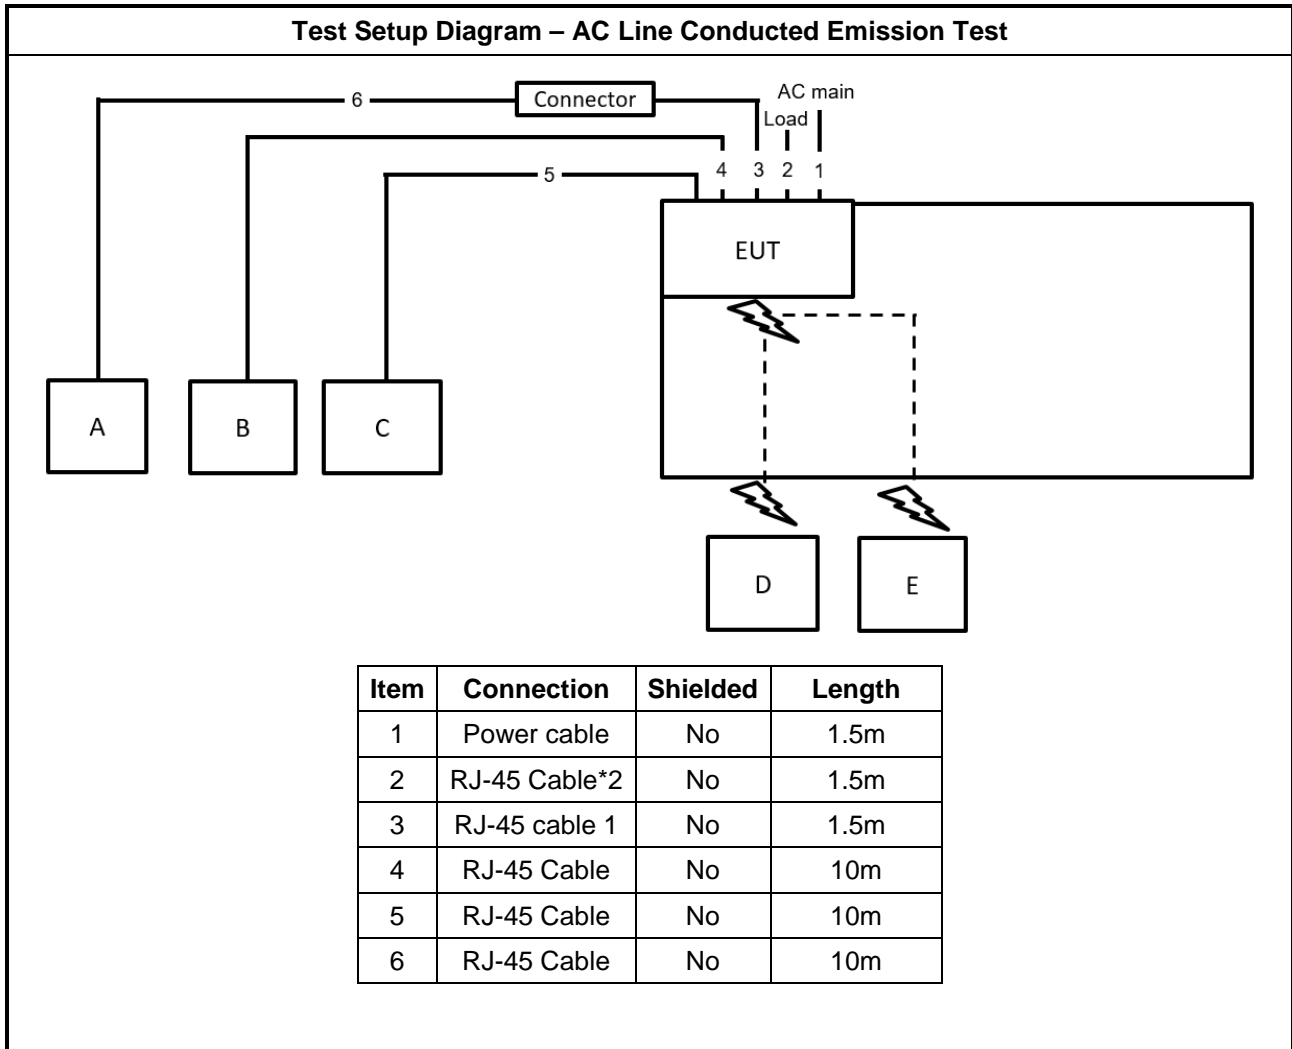 Test Setup Diagram – AC Line Conducted Emission Test
6
Connector
AC main
Load
5
4
3
2
1
EUT
A
B
C
D
E
Item Connection Shielded Length
1 Power cable No 1.5m
2 RJ-45 Cable*2 No 1.5m
3 RJ-45 cable 1 No 1.5m
4 RJ-45 Cable No 10m
5 RJ-45 Cable No 10m
6 RJ-45 Cable No 10m